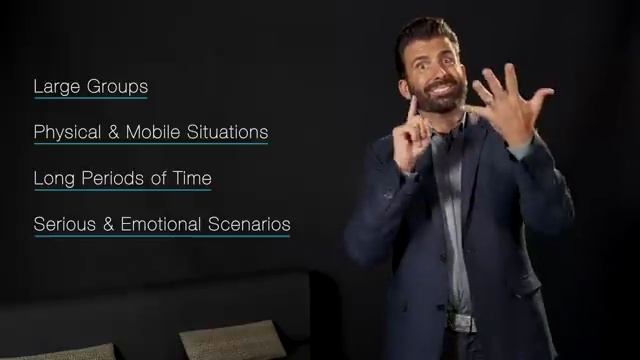 Large Groups
Physical & Mobile Situations
Long Periods of Time
Serious & Emotional Scenarios